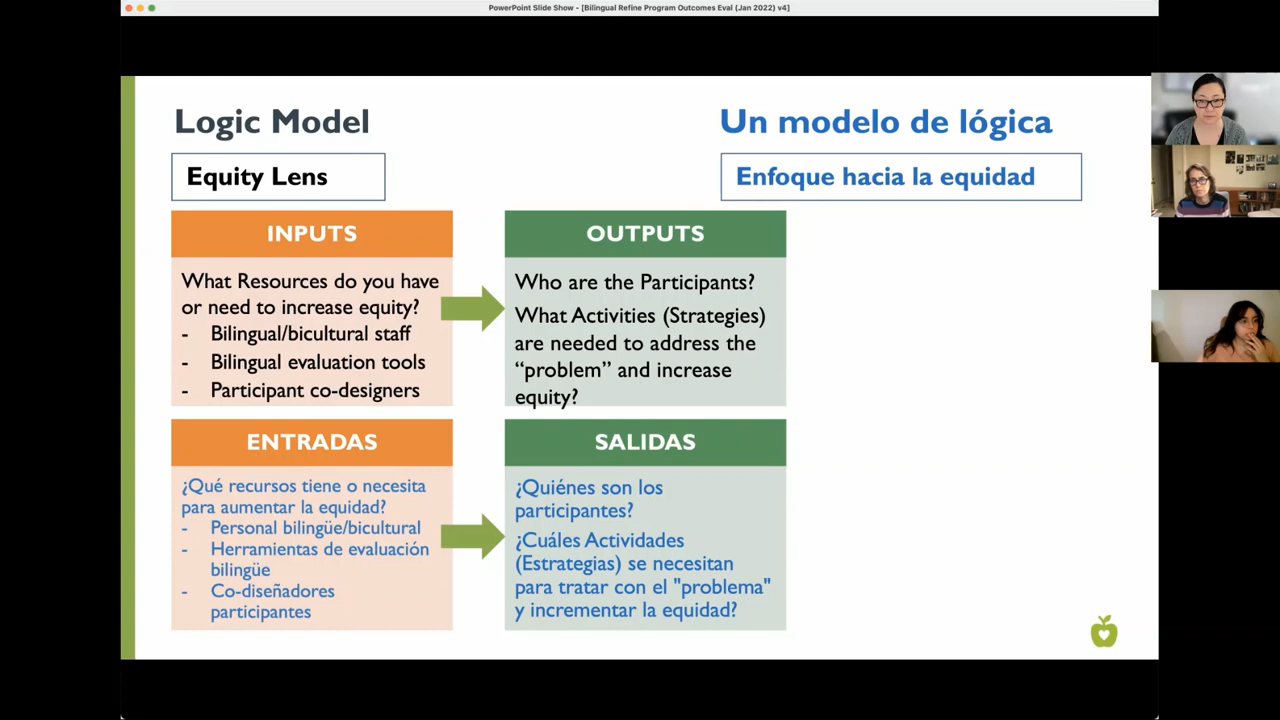 PowerPoint Slide Show - [Bilingual Refine Program Outcomes Eval (Jan 2022) v4]
Logic Model
Un modelo de lógica
Equity Lens
Enfoque hacia la equidad
INPUTS
What Resources do you have
or need to increase equity?
- Bilingual/bicultural staff
- Bilingual evaluation tools
- Participant co-designers
OUTPUTS
Who are the Participants?
What Activities (Strategies)
are needed to address the
“problem” and increase
equity?
ENTRADAS
¿Qué recursos tiene o necesita
para aumentar la equidad?
- Personal bilingüe/bicultural
- Herramientas de evaluación
bilingüe
- Co-diseñadores
participantes
SALIDAS
¿Quiénes son los
participantes?
¿Cuáles Actividades
(Estrategias) se necesitan
para tratar con el "problema"
y incrementar la equidad?